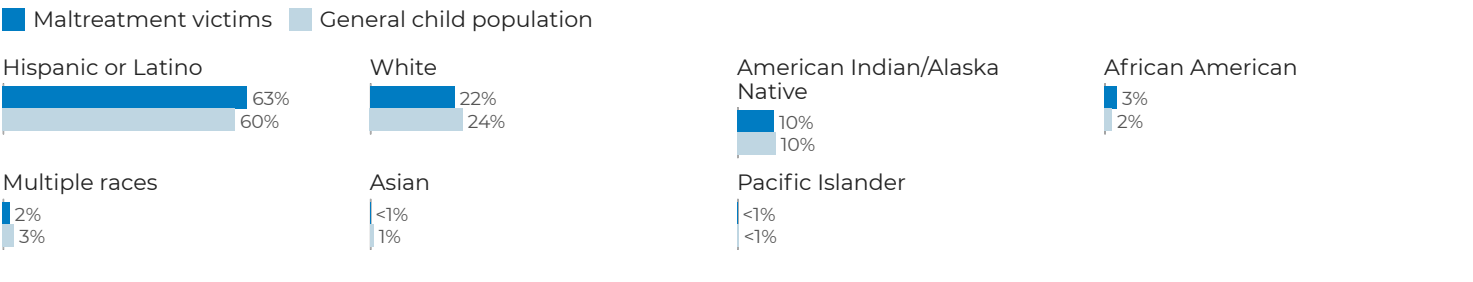 Maltreatment victims General child population
Hispanic or Latino
63%
60%
White
22%
24%
American Indian/Alaska
Native
10%
10%
African American
3%
2%
Multiple races
2%
3%
Asian
<1%
1%
Pacific Islander
<1%
<1%